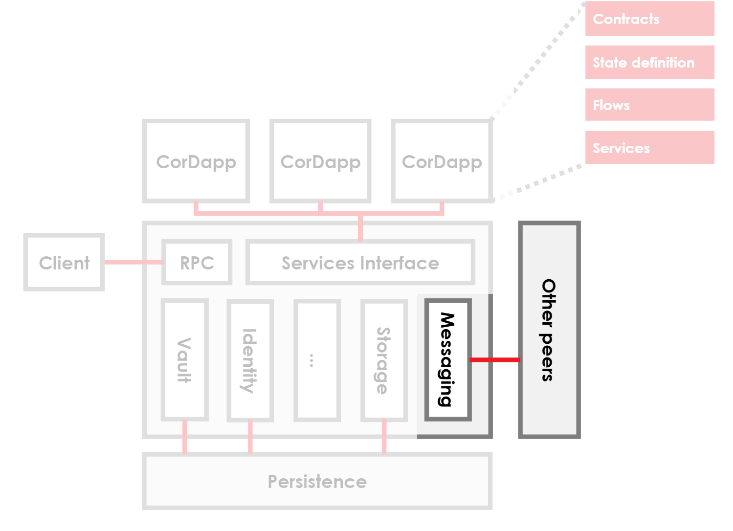 Contracts
State definition
Flows
Services
CorDapp
CorDapp
CorDapp
Client
RPC
Services Interface
Vault
Identity
...
Storage
Messaging
Other peers
Persistence